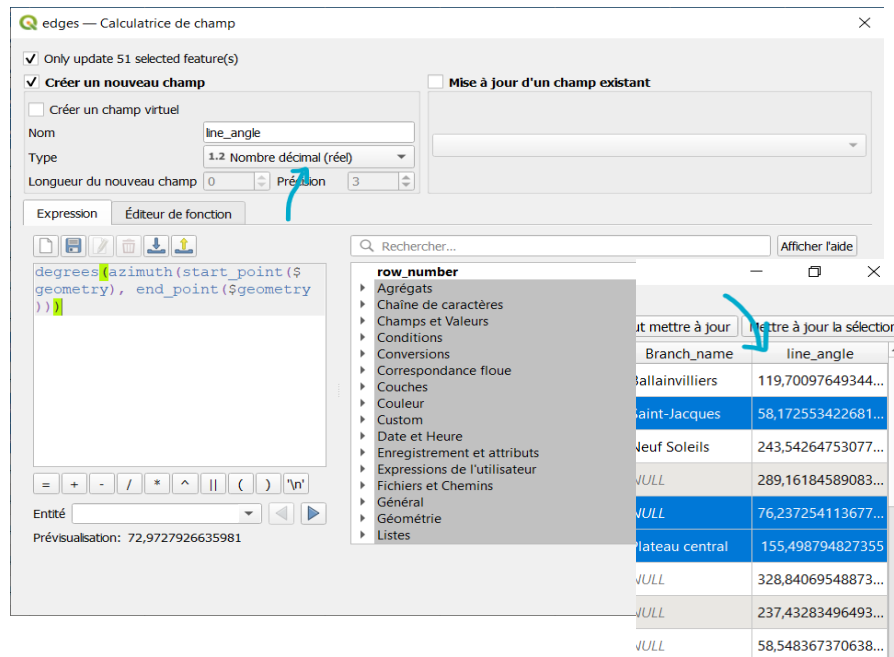 edges — Calculatrice de champ
Only update 51 selected feature(s)
Créer un nouveau champ
Mise à jour d'un champ existant
Créer un champ virtuel
Nom
line_angle
Type
1.2 Nombre décimal (réel)
Longueur du nouveau champ
0
Précision
3
Expression
Éditeur de fonction
Rechercher...
Afficher l'aide
degrees(azimuth(start_point($
geometry), end_point($geometry
)))
row_number
Agrégats
Chaîne de caractères
Champs et Valeurs
Conditions
Conversions
Correspondance floue
Couches
Couleur
Custom
Date et Heure
Enregistrement et attributs
Expressions de l'utilisateur
Fichiers et Chemins
Général
Géométrie
Listes
= + - / * ^ || ( ) '\n'
Entité
Prévisualisation: 72,9727926635981
ut mettre à jour
Mettre à jour la sélection
Branch_name
line_angle
Ballainvilliers
119,70097649344...
Saint-Jacques
58,172553422681...
Neuf Soleils
243,54264753077...
NULL
289,16184589083...
NULL
76,237254113677...
Plateau central
155,498794827355
NULL
328,84069548873...
NULL
237,43283496493...
NULL
58,548367370638...